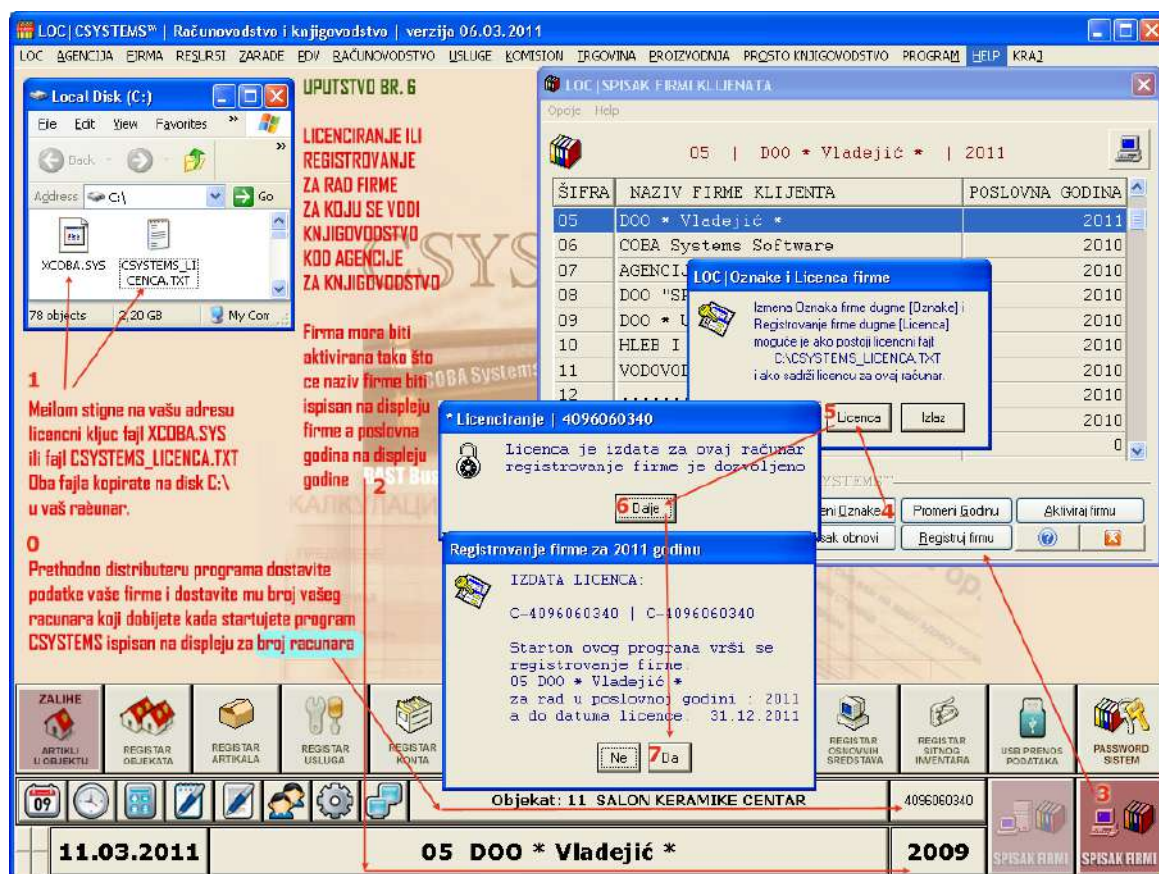 LOC|CSYSTEMS™ | Računovodstvo i knjigovodstvo | verzija 06.03.2011
LOC AGENCIJA FIRMA RESURSI ZARADE PDV RAČUNOVODSTVO USLUGE KOMISION TRGOVINA PROIZVODNJA PROSTO KNJIGOVODSTVO PROGRAM HELP KRAJ
Local Disk (C:)
File Edit View Favorites »
Back
Address C:\ Go
XCOBA.SYS
CSYSTEMS_LI
CENCA.TXT
78 objects 2,20 GB My Com
UPUTSTVO BR. 6
LICENCIRANJE ILI
REGISTROVANJE
ZA RAD FIRME
ZA KOJU SE VODI
KNJIGOVODSTVO
KOD AGENCIJE
ZA KNJIGOVODSTVO
Firma mora biti
aktivirana tako što
ce naziv firme biti
ispisan na displeju
firme a poslovna
godina na displeju
godine 2
1
Meilom stigne na vašu adresu
licencni kljuc fajl XCOBA.SYS
ili fajl CSYSTEMS_LICENCA.TXT
Oba fajla kopirate na disk C:\
u vaš računar.
0
Prethodno distributeru programa dostavite
podatke vaše firme i dostavite mu broj vašeg
racunara koji dobijete kada startujete program
CSYSTEMS ispisan na displeju za broj racunara
LOC|SPISAK FIRMI KLIJENATA
Opcije Help
05 | DOO * Vladejić * | 2011
ŠIFRA NAZIV FIRME KLIJENTA POSLOVNA GODINA
05 DOO * Vladejić * 2011
06 COBA Systems Software 2010
07 AGENCIJ 2010
08 DOO "SP 2010
09 DOO * U 2010
10 HLEB I 2010
11 VODOVOD 2010
12 ........ 2010
2010
0
LOC|Oznake i Licenca firme
Izmena Oznaka firme dugme [Oznake] i
Registrovanje firme dugme [Licenca]
moguće je ako postoji licencni fajl
C:\CSYSTEMS_LICENCA.TXT
i ako sadrži licencu za ovaj računar.
5 Licenca Izlaz
* Licenciranje | 4096060340
Licenca je izdata za ovaj računar
registrovanje firme je dozvoljeno
6 Dalje
YSTEMS™
eni Oznake 4 Promeni Godinu Aktiviraj firmu
sak obnovi Registruj firmu
Registrovanje firme za 2011 godinu
IZDATA LICENCA:
C-4096060340 | C-4096060340
Startom ovog programa vrši se
registrovanje firme:
05 DOO * Vladejić *
za rad u poslovnoj godini : 2011
a do datuma licence: 31.12.2011
Ne 7 Da
ZALIHE
ARTIKLI
U OBJEKTU
REGISTAR
OBJEKATA
REGISTAR
ARTIKALA
REGISTAR
USLUGA
REGISTAR
KONTA
REGISTAR
OSNOVNIH
SREDSTAVA
REGISTAR
SITNOG
INVENTARA
USB PRENOS
PODATAKA
PASSWORD
SISTEM
09
Objekat: 11 SALON KERAMIKE CENTAR 4096060340
3
11.03.2011 05 DOO * Vladejić * 2009
SPISAK FIRMI SPISAK FIRMI